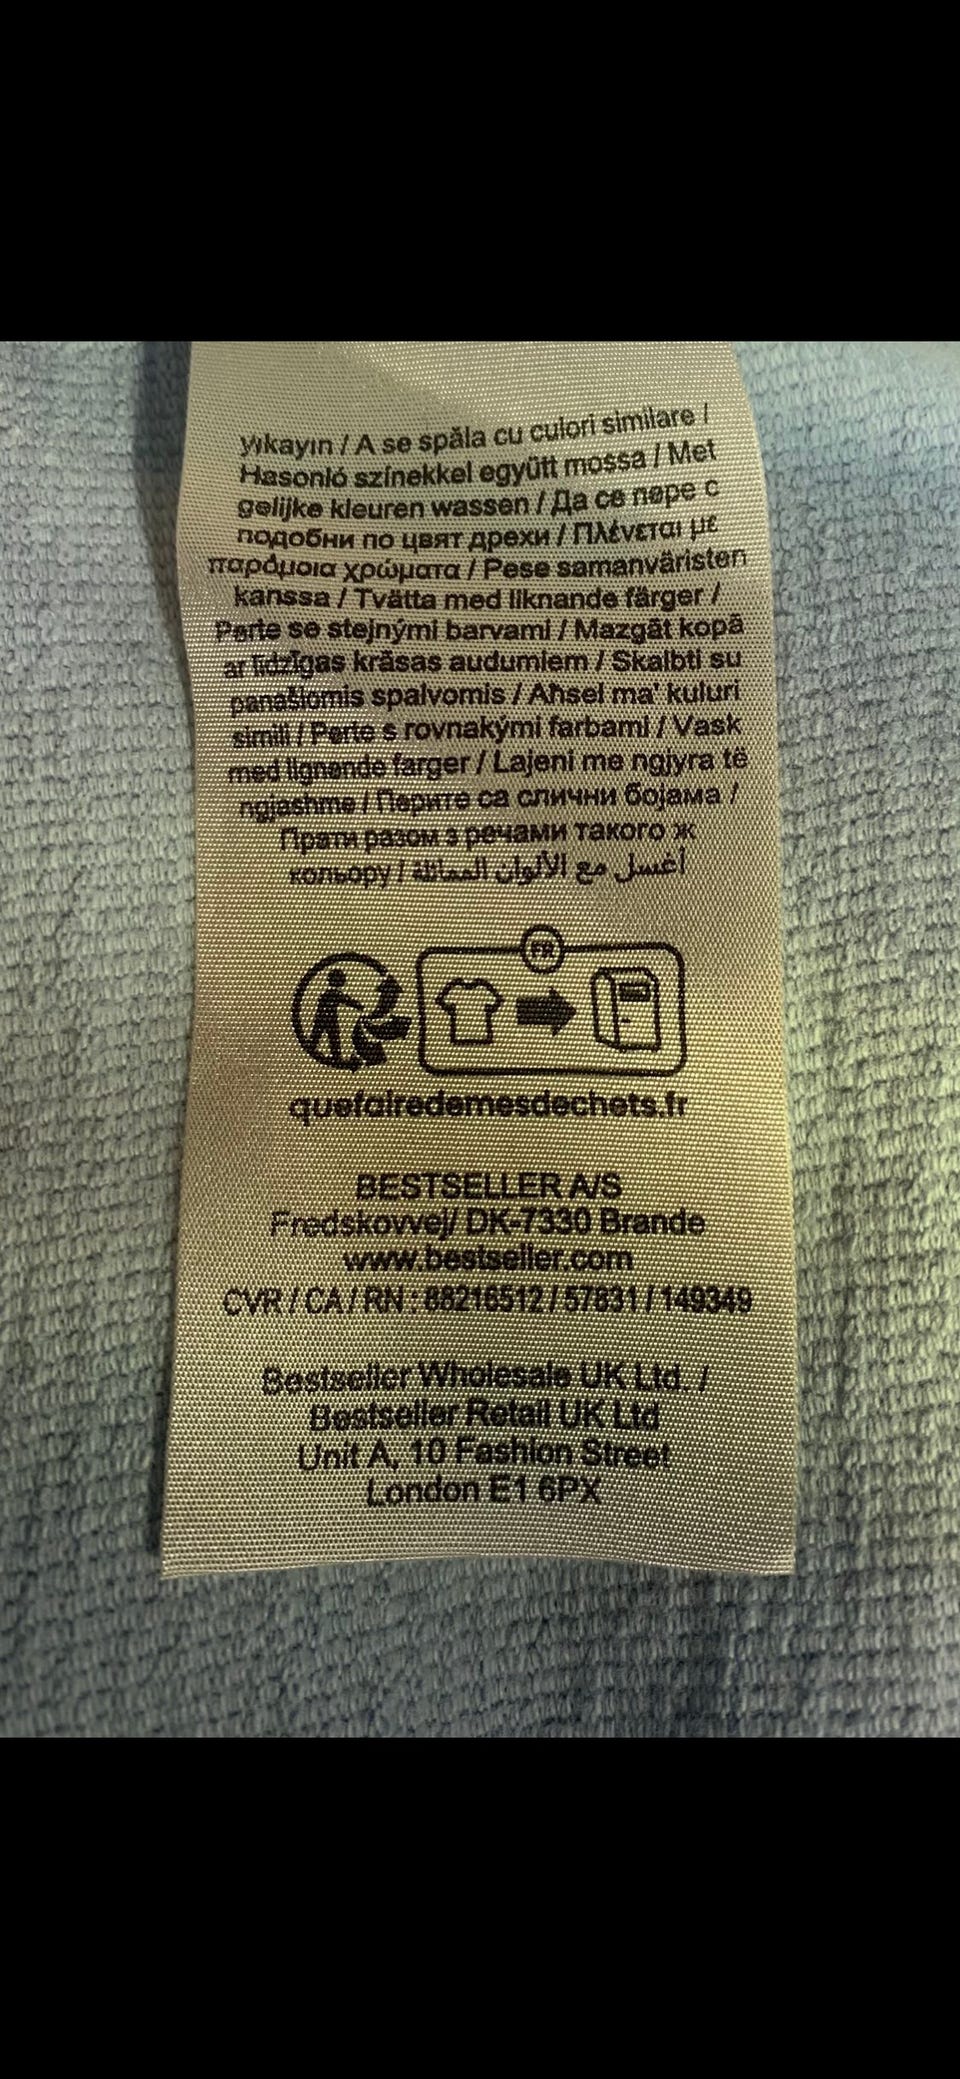 yıkayın / A se spăla cu culori similare /
Hasonló színekkel együtt mossa / Met
gelijke kleuren wassen / Да се пере с
подобни по цвят дрехи / Πλένεται με
παρόμοια χρώματα / Pese samanväristen
kanssa / Tvätta med liknande färger /
Perte se stejnými barvami / Mazgāt kopā
ar līdzīgas krāsas audumiem / Skalbti su
panašiomis spalvomis / Aħsel ma' kuluri
simili / Perte s rovnakými farbami / Vask
med lignende farger / Lajeni me ngjyra të
ngjashme / Перите са слични бојама /
Прати разом з речами такого ж
кольору / أغسل مع الألوان المماثلة
FR
quefairedemesdechets.fr
BESTSELLER A/S
Fredskovvej/ DK-7330 Brande
www.bestseller.com
CVR / CA / RN : 88216512 / 57831 / 149349
Bestseller Wholesale UK Ltd. /
Bestseller Retail UK Ltd
Unit A, 10 Fashion Street
London E1 6PX